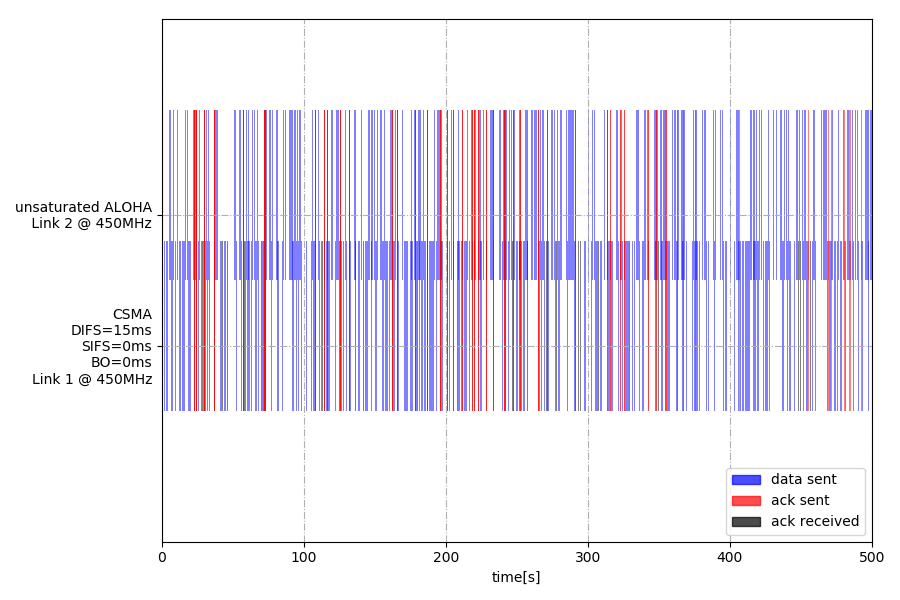 unsaturated ALOHA
Link 2 @ 450MHz
CSMA
DIFS=15ms
SIFS=0ms
BO=0ms
Link 1 @ 450MHz
data sent
ack sent
ack received
0 100 200 300 400 500
time[s]